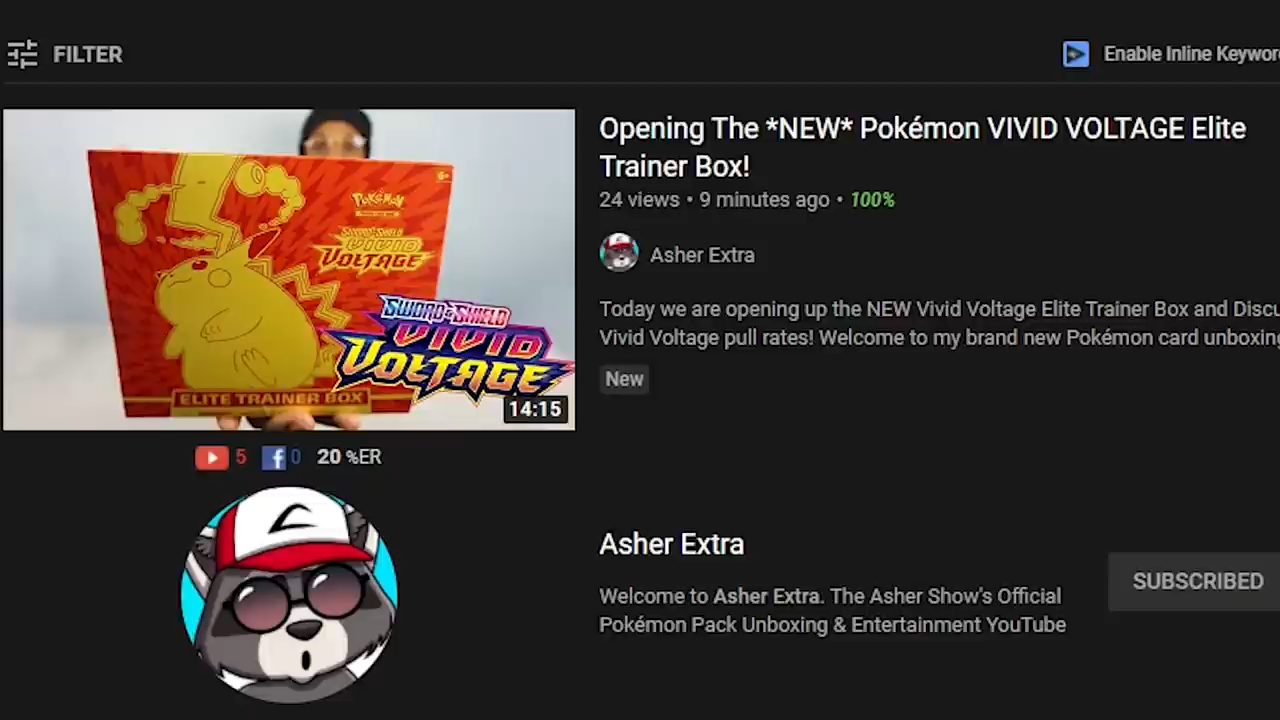 FILTER
Enable Inline Keywor
6+
POKÉMON
SWORD & SHIELD
VIVID
VOLTAGE
SWORD & SHIELD
VIVID
VOLTAGE
ELITE TRAINER BOX
14:15
Opening The *NEW* Pokémon VIVID VOLTAGE Elite
Trainer Box!
24 views • 9 minutes ago • 100%
Asher Extra
Today we are opening up the NEW Vivid Voltage Elite Trainer Box and Discu
Vivid Voltage pull rates! Welcome to my brand new Pokémon card unboxing
New
5 f 0 20 %ER
Asher Extra
Welcome to Asher Extra. The Asher Show's Official
Pokémon Pack Unboxing & Entertainment YouTube
SUBSCRIBED